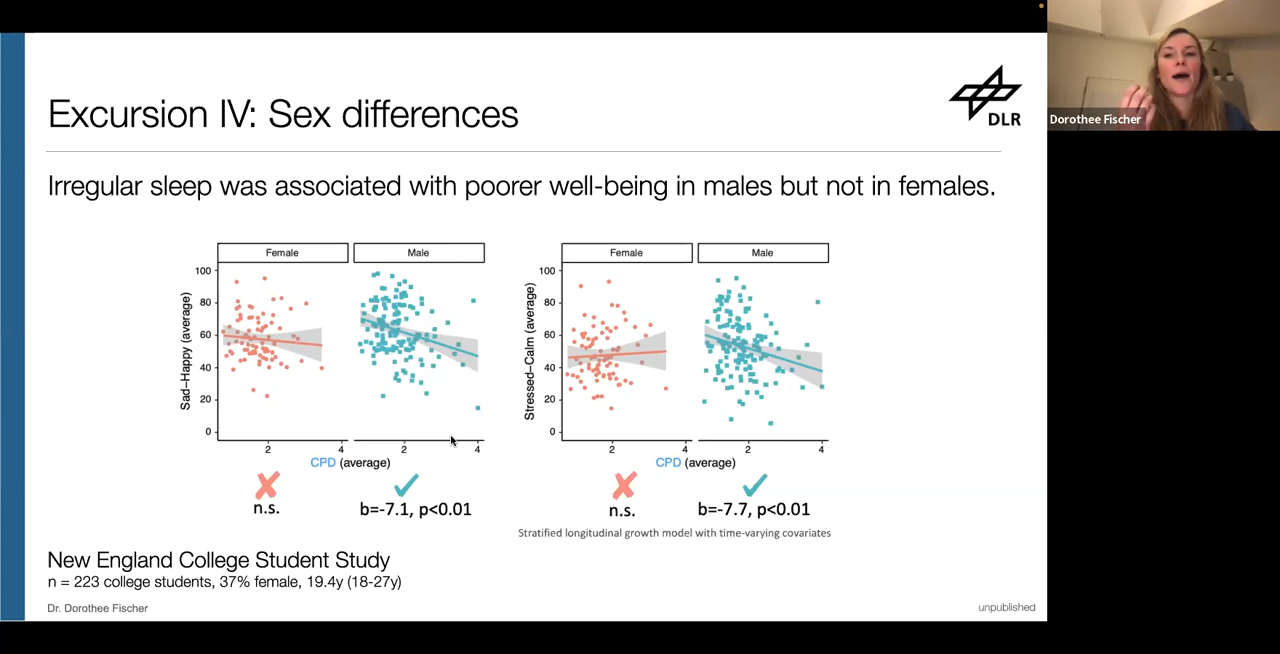 Excursion IV: Sex differences
DLR
Dorothee Fischer
Irregular sleep was associated with poorer well-being in males but not in females.
Female
Male
Female
Male
100
80
60
40
20
0
Sad–Happy (average)
2
4
2
4
CPD (average)
100
80
60
40
20
0
Stressed–Calm (average)
2
4
2
4
CPD (average)
n.s.
b=-7.1, p<0.01
n.s.
b=-7.7, p<0.01
Stratified longitudinal growth model with time-varying covariates
New England College Student Study
n = 223 college students, 37% female, 19.4y (18-27y)
Dr. Dorothee Fischer
unpublished